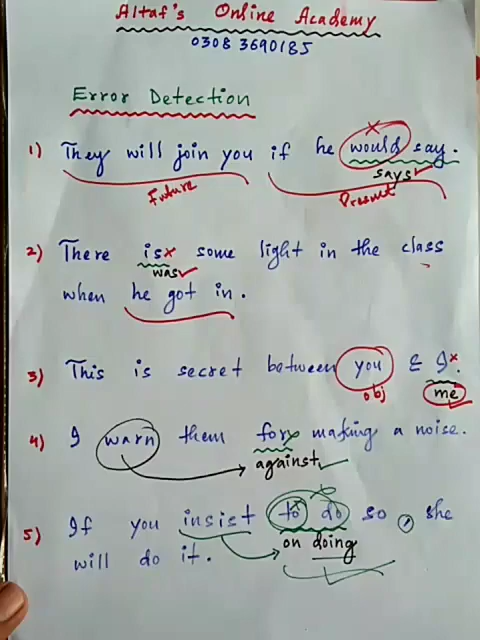 Altaf's Online Academy
0308 3690185
Error Detection
1) They will join you if he would say.
says
Future
Present
2) There is some light in the class
was
when he got in.
3) This is secret between you & I.
obj
me
4) I warn them for making a noise.
against
5) If you insist to do so, she
on doing
will do it.